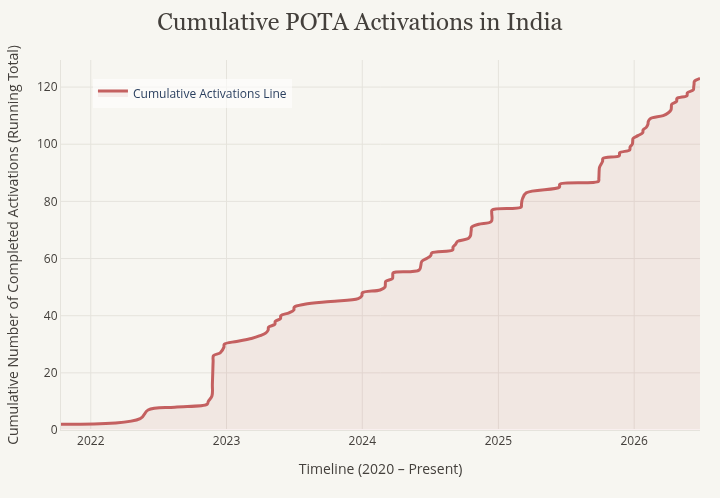 Cumulative POTA Activations in India
Cumulative Number of Completed Activations (Running Total)
Cumulative Activations Line
120
100
80
60
40
20
0
2022 2023 2024 2025 2026
Timeline (2020 – Present)